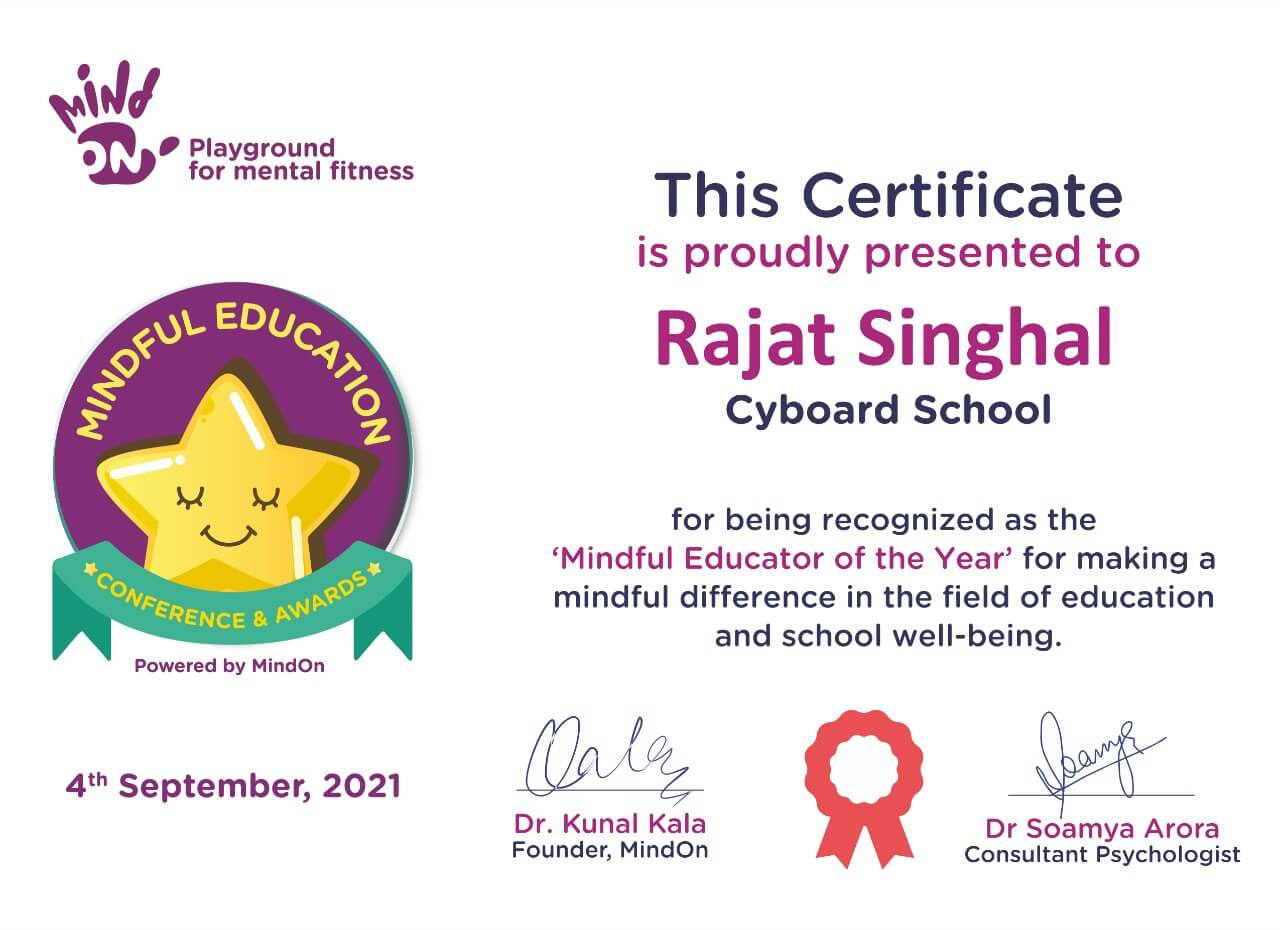 Mind
ON
Playground
for mental fitness
MINDFUL EDUCATION
CONFERENCE & AWARDS
Powered by MindOn
4th September, 2021
This Certificate
is proudly presented to
Rajat Singhal
Cyboard School
for being recognized as the
‘Mindful Educator of the Year’ for making a
mindful difference in the field of education
and school well-being.
Dr. Kunal Kala
Founder, MindOn
Soamya
Dr Soamya Arora
Consultant Psychologist